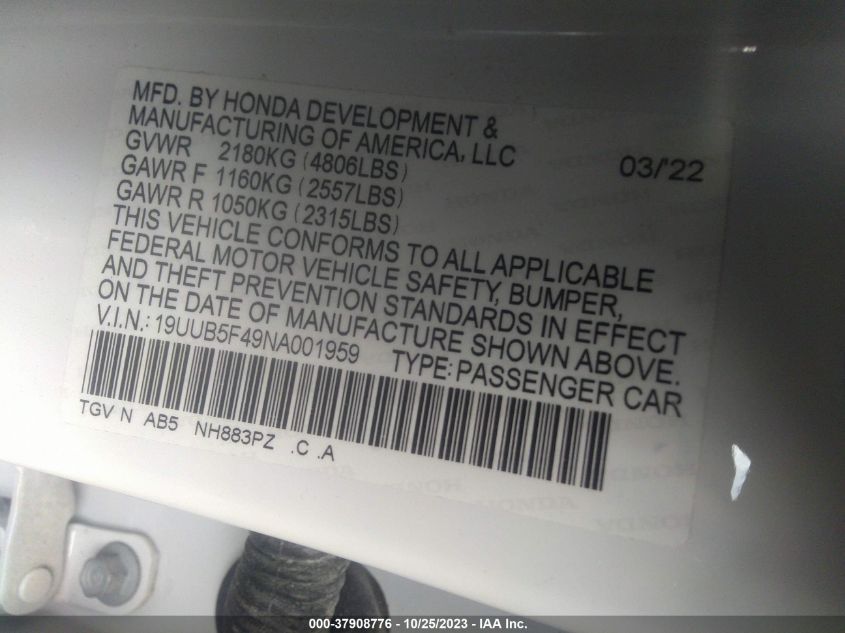 MFD. BY HONDA DEVELOPMENT &
MANUFACTURING OF AMERICA, LLC
GVWR 2180KG (4806LBS) 03/'22
GAWR F 1160KG (2557LBS)
GAWR R 1050KG (2315LBS)
THIS VEHICLE CONFORMS TO ALL APPLICABLE
FEDERAL MOTOR VEHICLE SAFETY, BUMPER,
AND THEFT PREVENTION STANDARDS IN EFFECT
ON THE DATE OF MANUFACTURE SHOWN ABOVE.
V.I.N.: 19UUB5F49NA001959 TYPE: PASSENGER CAR
TGV N AB5 NH883PZ .C .A
HONDA
000-37908776 - 10/25/2023 - IAA Inc.